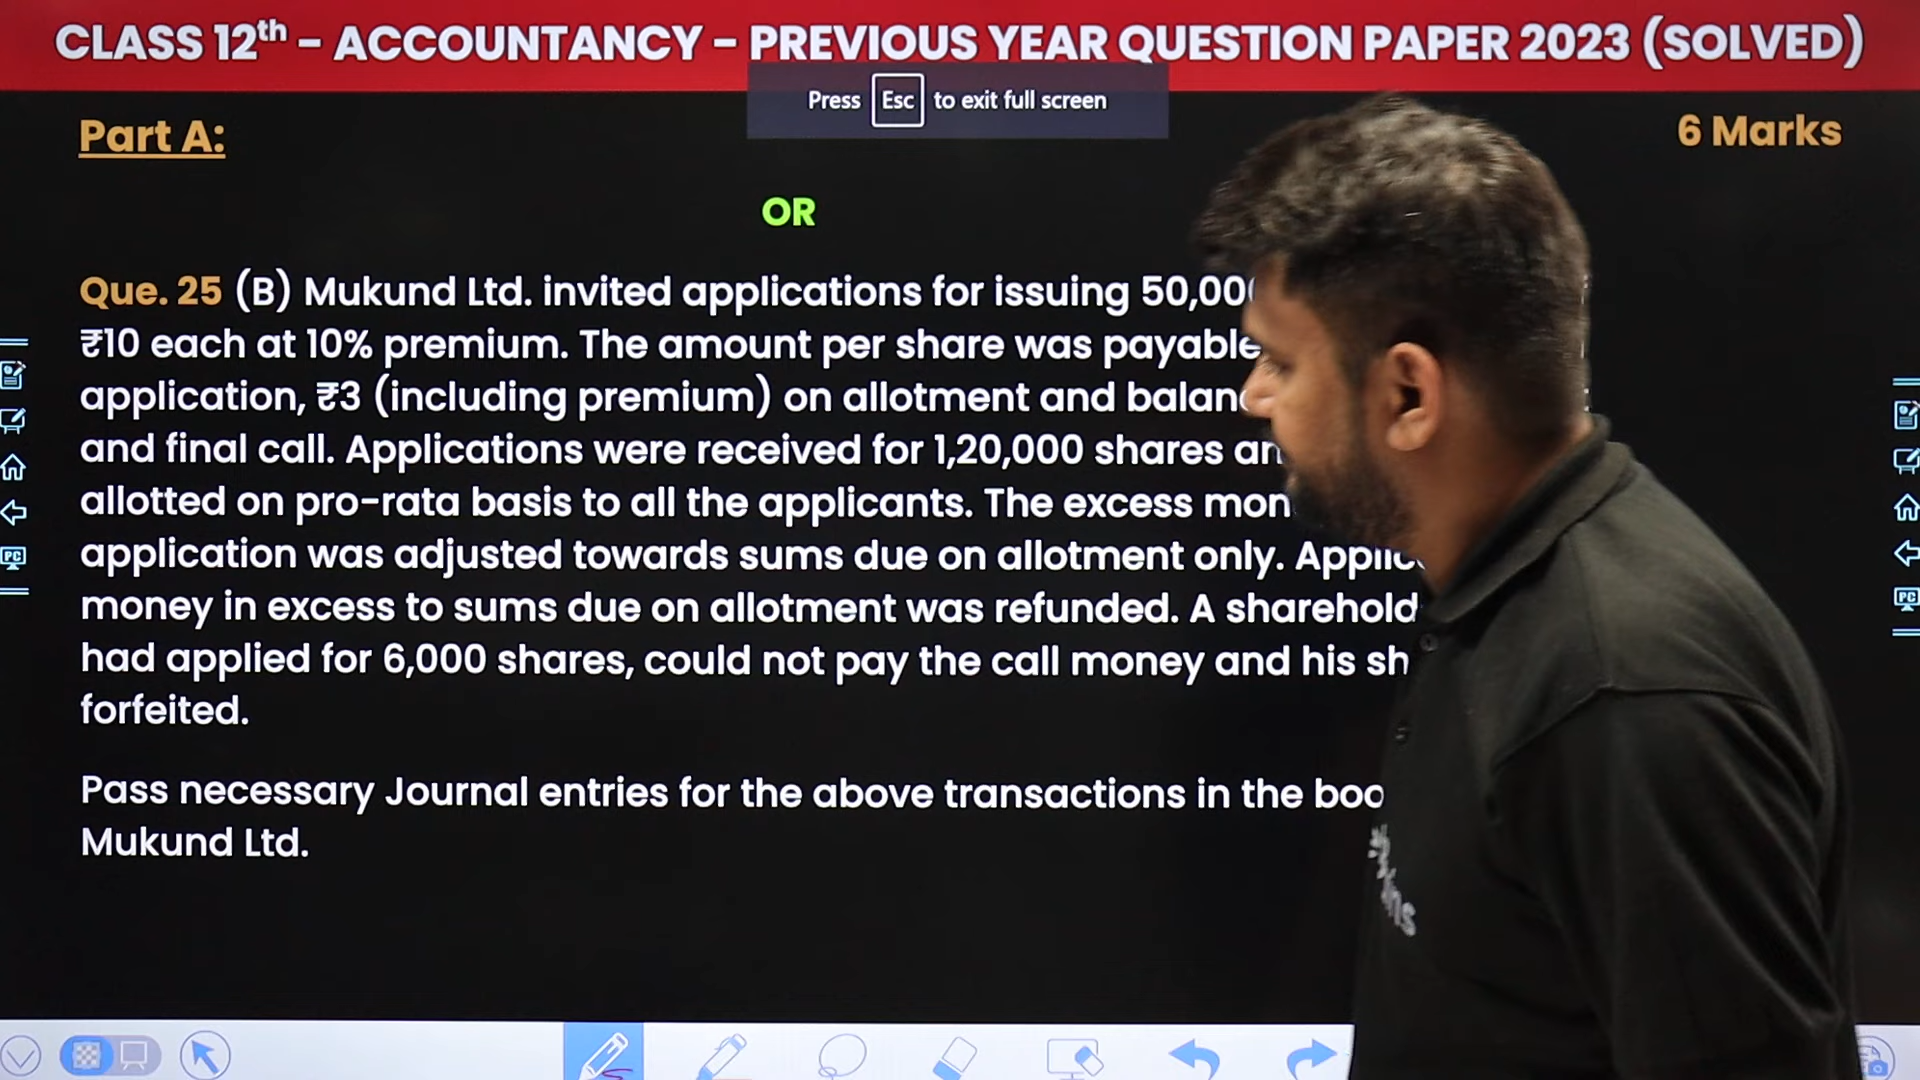 CLASS 12th - ACCOUNTANCY - PREVIOUS YEAR QUESTION PAPER 2023 (SOLVED)
Press Esc to exit full screen
Part A:
6 Marks
OR
Que. 25 (B) Mukund Ltd. invited applications for issuing
₹10 each at 10% premium. The amount per share was payable
application, ₹3 (including premium) on allotment and
and final call. Applications were received for 1,20,000 shares
allotted on pro-rata basis to all the applicants. The excess
application was adjusted towards sums due on allotment only.
money in excess to sums due on allotment was refunded. A
had applied for 6,000 shares, could not pay the call money and his
forfeited.
Pass necessary Journal entries for the above transactions in the
Mukund Ltd.
PC
PC